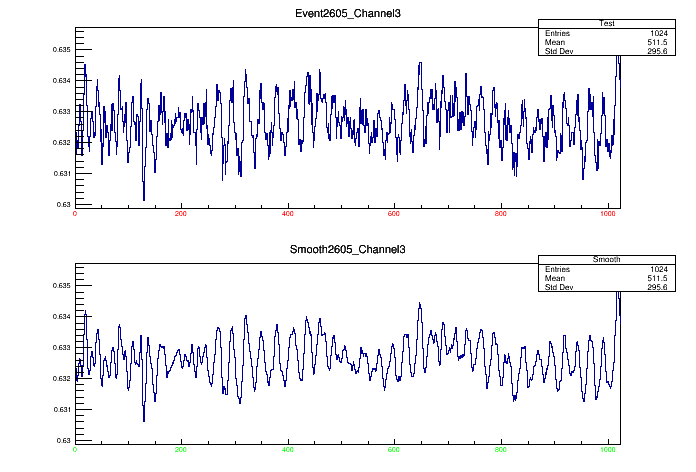 Event2605_Channel3
Test
Entries 1024
Mean 511.5
Std Dev 295.6
0.635
0.634
0.633
0.632
0.631
0.63
0 200 400 600 800 1000
Smooth2605_Channel3
Smooth
Entries 1024
Mean 511.5
Std Dev 295.6
0.635
0.634
0.633
0.632
0.631
0.63
0 200 400 600 800 1000